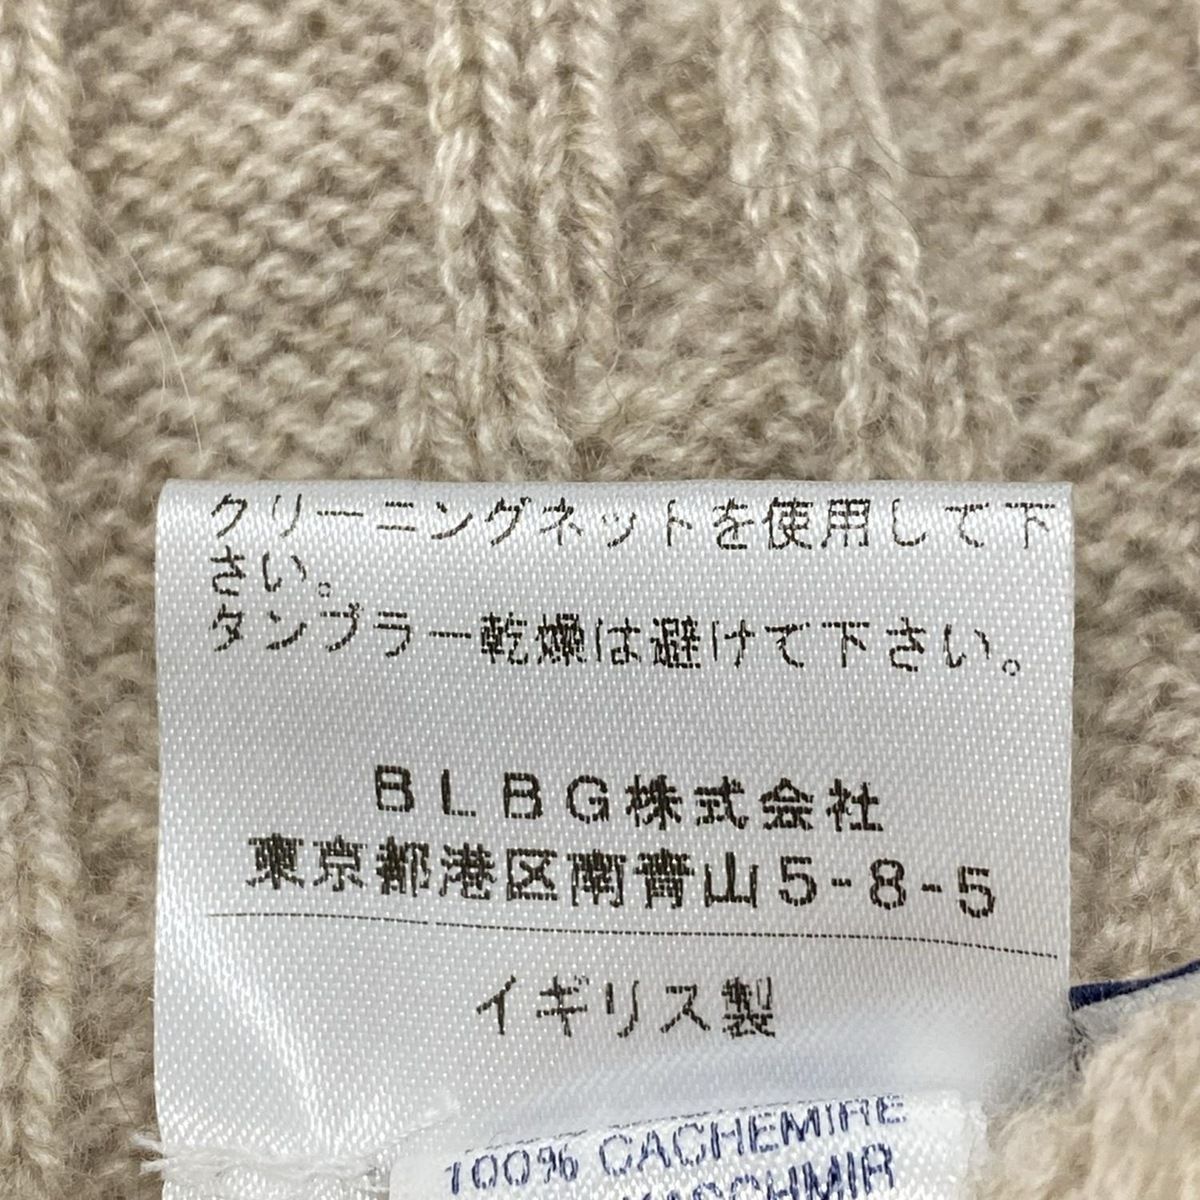 クリーニングネットを使用して下
さい。
タンブラー乾燥は避けて下さい。
BLBG株式会社
東京都港区南青山5-8-5
イギリス製
100% CACHEMIRE
KASCHMIR